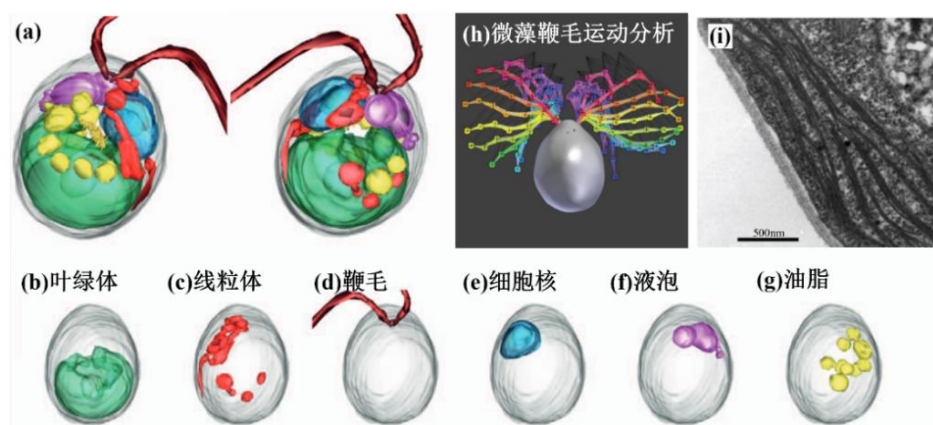 (a)
(h)微藻鞭毛运动分析
(i)
500nm
(b)叶绿体
(c)线粒体
(d)鞭毛
(e)细胞核
(f)液泡
(g)油脂